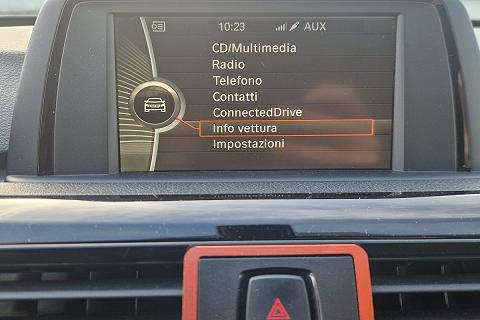 10:23 AUX
CD/Multimedia
Radio
Telefono
Contatti
ConnectedDrive
Info vettura
Impostazioni